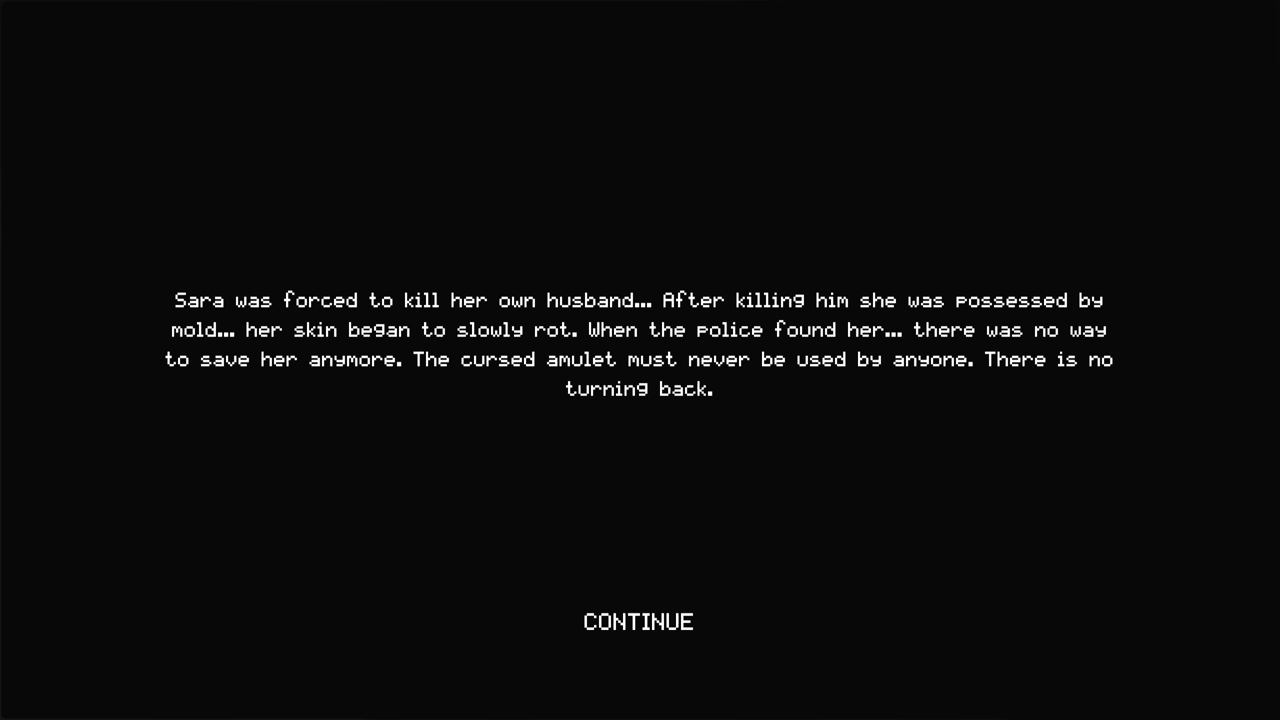 Sara was forced to kill her own husband... After killing him she was possessed by
mold... her skin began to slowly rot. When the police found her... there was no way
to save her anymore. The cursed amulet must never be used by anyone. There is no
turning back.
CONTINUE